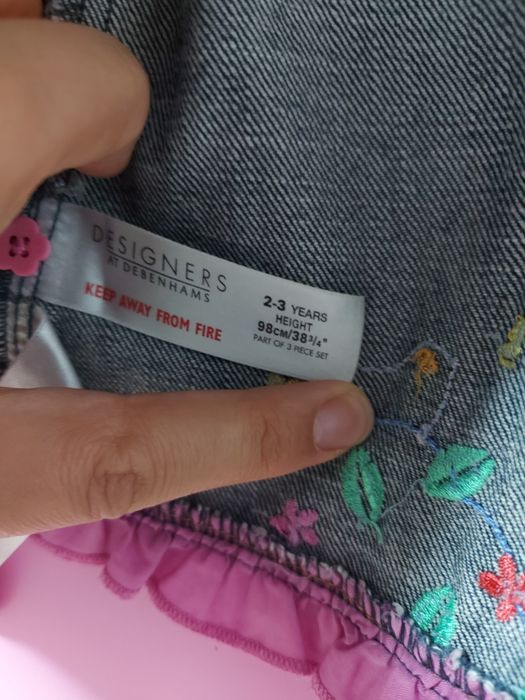 DESIGNERS
AT DEBENHAMS
KEEP AWAY FROM FIRE
2-3 YEARS
HEIGHT
98CM/38¾"
PART OF 3 PIECE SET